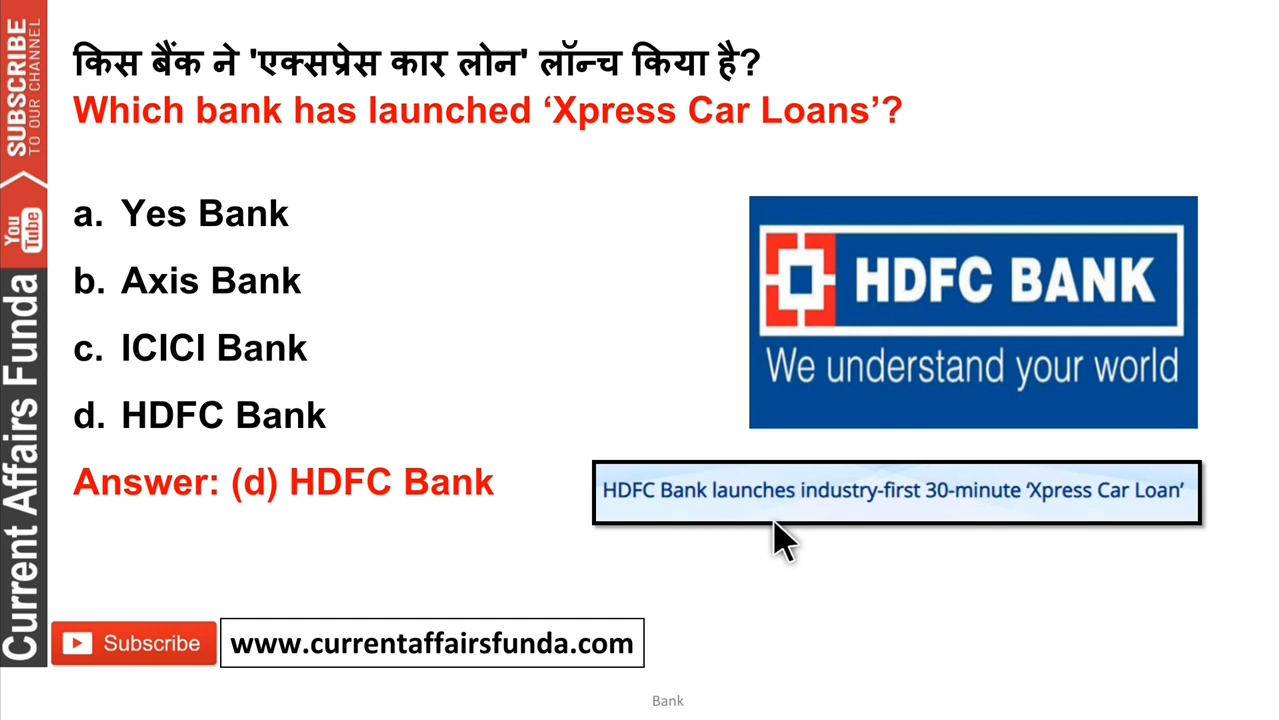 किस बैंक ने 'एक्सप्रेस कार लोन' लॉन्च किया है?
Which bank has launched ‘Xpress Car Loans’?
a. Yes Bank
b. Axis Bank
c. ICICI Bank
d. HDFC Bank
Answer: (d) HDFC Bank
HDFC BANK
We understand your world
HDFC Bank launches industry-first 30-minute ‘Xpress Car Loan’
SUBSCRIBE
TO OUR CHANNEL
You
Tube
Current Affairs Funda
Subscribe
www.currentaffairsfunda.com
Bank